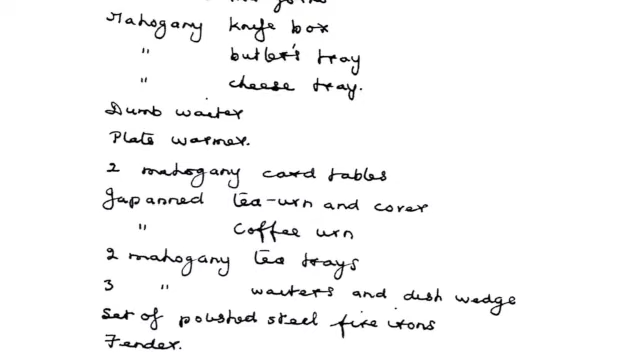 Mahogany knife box
" butler's tray
" cheese tray.
Dumb waiter
Plate warmer.
2 mahogany card tables
Japanned tea-urn and cover
" coffee urn
2 mahogany tea trays
3 " waiters and dish wedge
Set of polished steel fire irons
Fender.